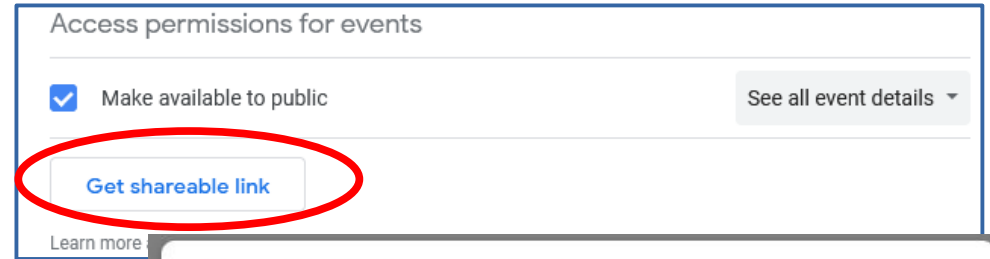 Access permissions for events
Make available to public
See all event details
Get shareable link
Learn more